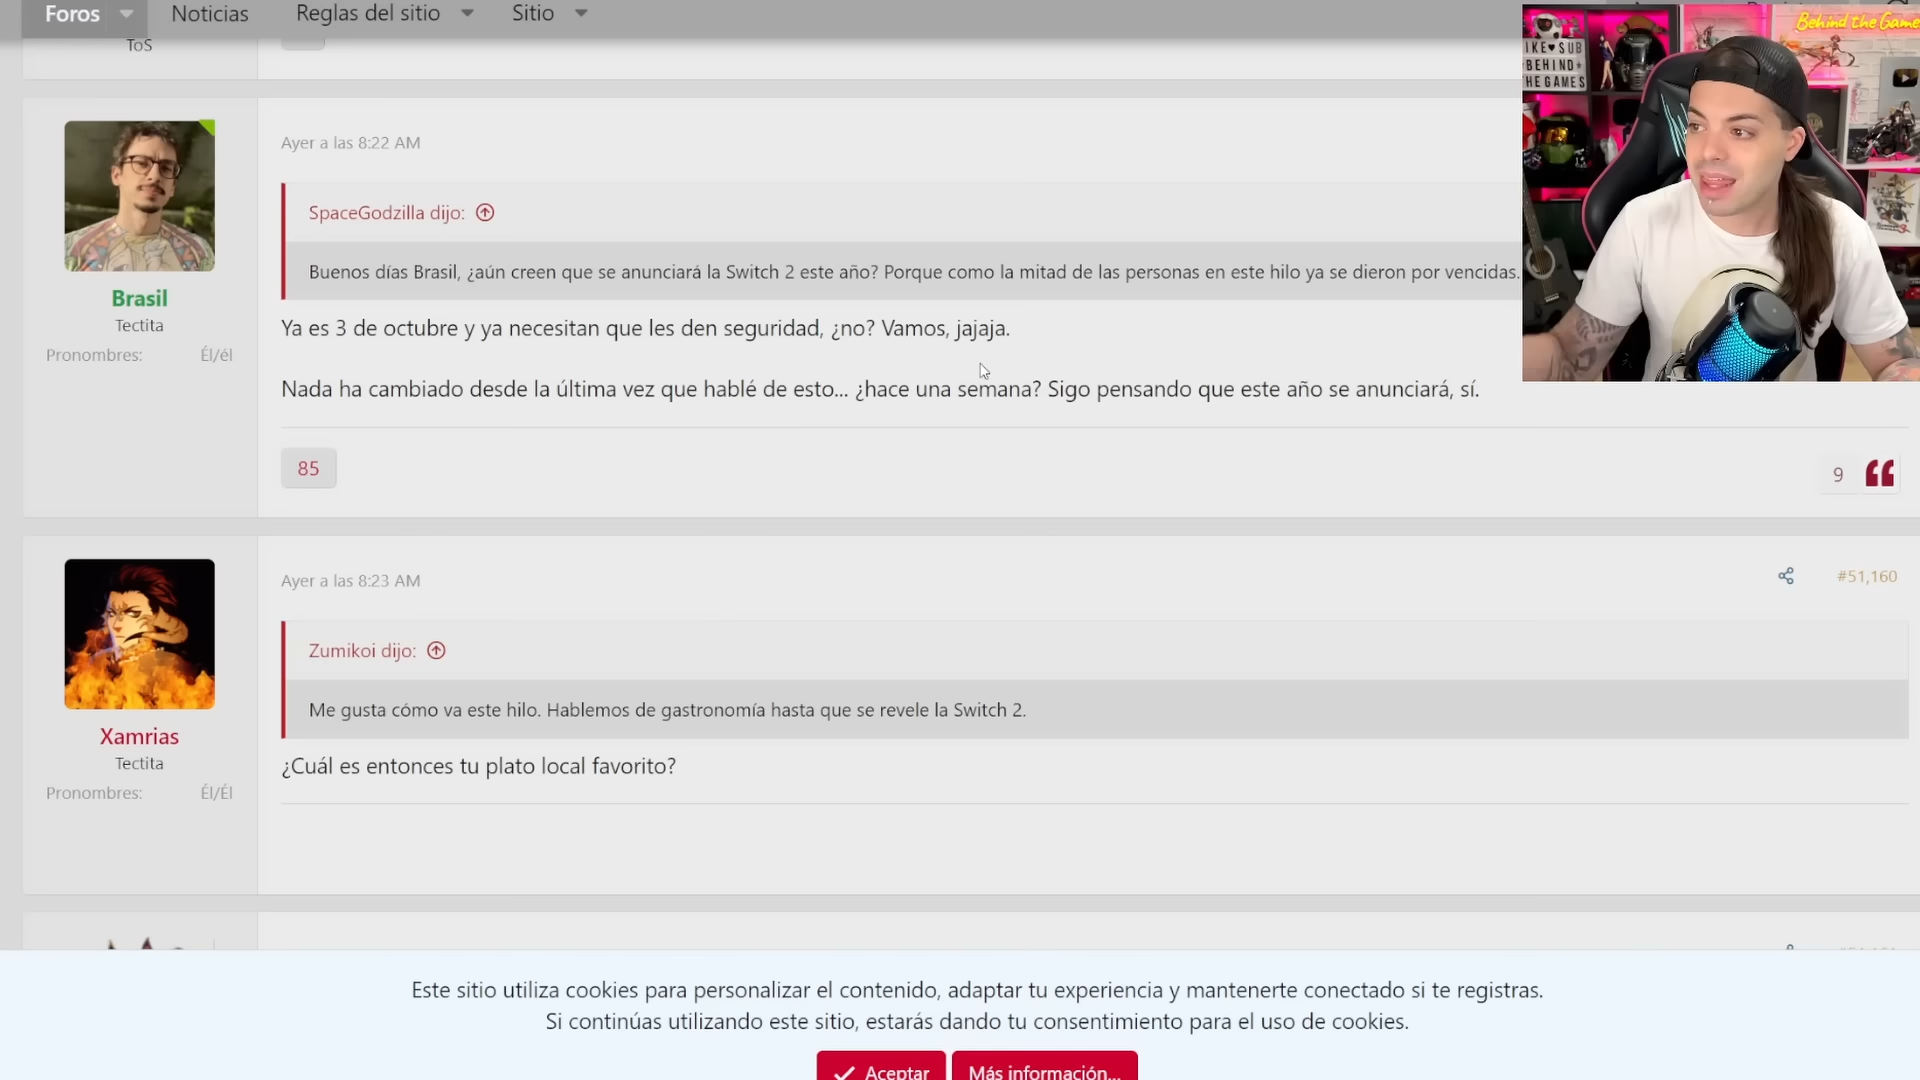 Foros
Noticias
Reglas del sitio
Sitio
ToS
Behind the Game
IKE♥SUB
BEHIND
HE GAMES
Ayer a las 8:22 AM
SpaceGodzilla dijo:
Buenos días Brasil, ¿aún creen que se anunciará la Switch 2 este año? Porque como la mitad de las personas en este hilo ya se dieron por vencidas.
Brasil
Tectita
Pronombres: Él/él
Ya es 3 de octubre y ya necesitan que les den seguridad, ¿no? Vamos, jajaja.
Nada ha cambiado desde la última vez que hablé de esto... ¿hace una semana? Sigo pensando que este año se anunciará, sí.
85
9
Ayer a las 8:23 AM
#51,160
Zumikoi dijo:
Me gusta cómo va este hilo. Hablemos de gastronomía hasta que se revele la Switch 2.
Xamrias
Tectita
Pronombres: Él/Él
¿Cuál es entonces tu plato local favorito?
Este sitio utiliza cookies para personalizar el contenido, adaptar tu experiencia y mantenerte conectado si te registras.
Si continúas utilizando este sitio, estarás dando tu consentimiento para el uso de cookies.
Aceptar
Más información...